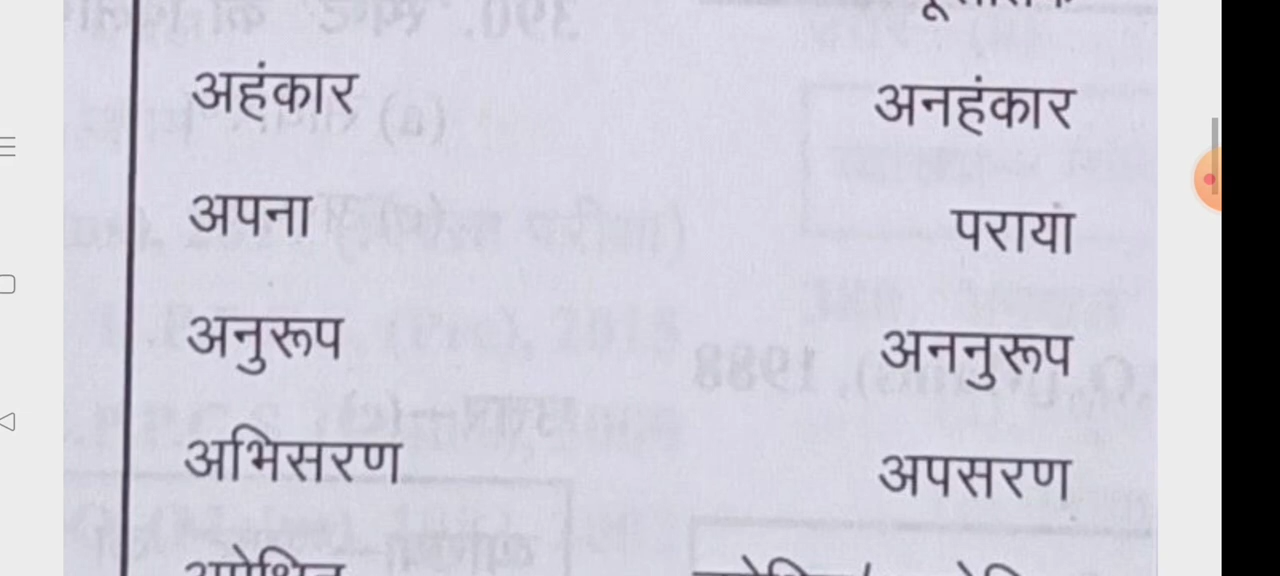 अहंकार अनहंकार
अपना पराया
अनुरूप अननुरूप
अभिसरण अपसरण